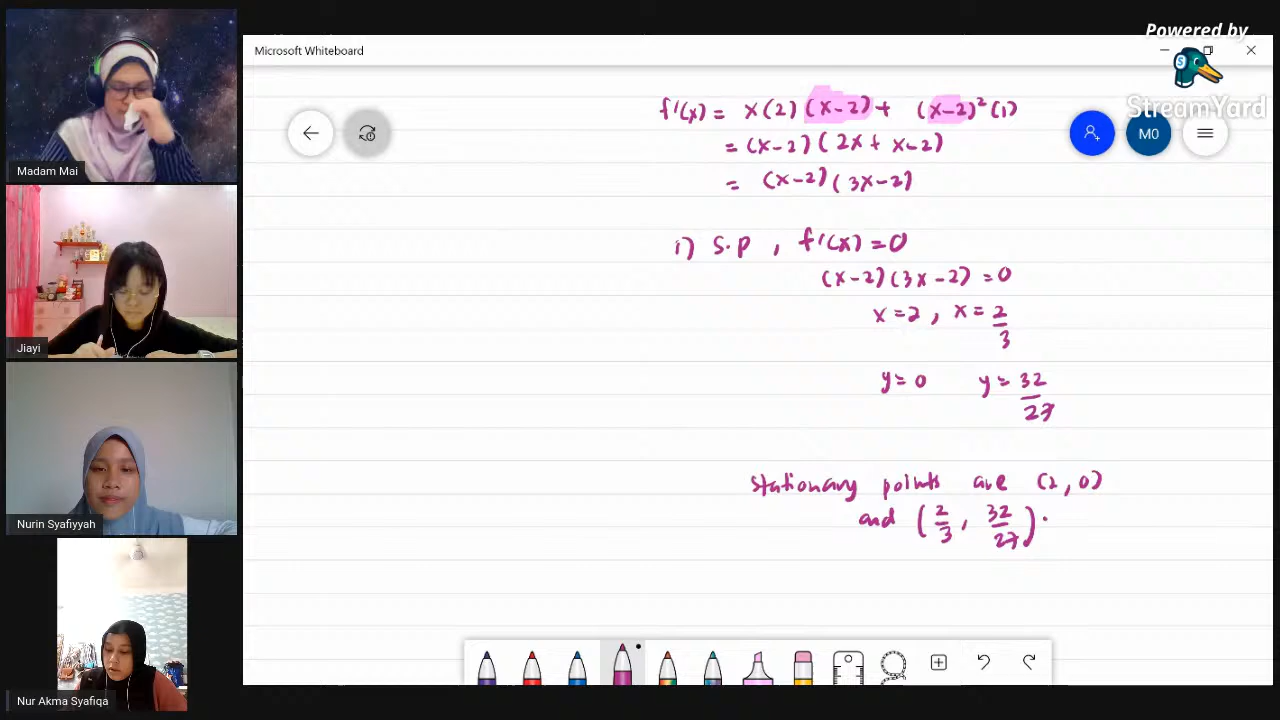 Powered by
StreamYard
Microsoft Whiteboard
M0
f'(x) = x(2)(x-2) + (x-2)²(1)
= (x-2)(2x + x-2)
= (x-2)(3x-2)
i) s.p , f'(x) = 0
(x-2)(3x-2) = 0
x = 2 , x = 2/3
y = 0 y = 32/27
Stationary points are (2, 0)
and (2/3, 32/27).
Madam Mai
Jiayi
Nurin Syafiyyah
Nur Akma Syafiqa